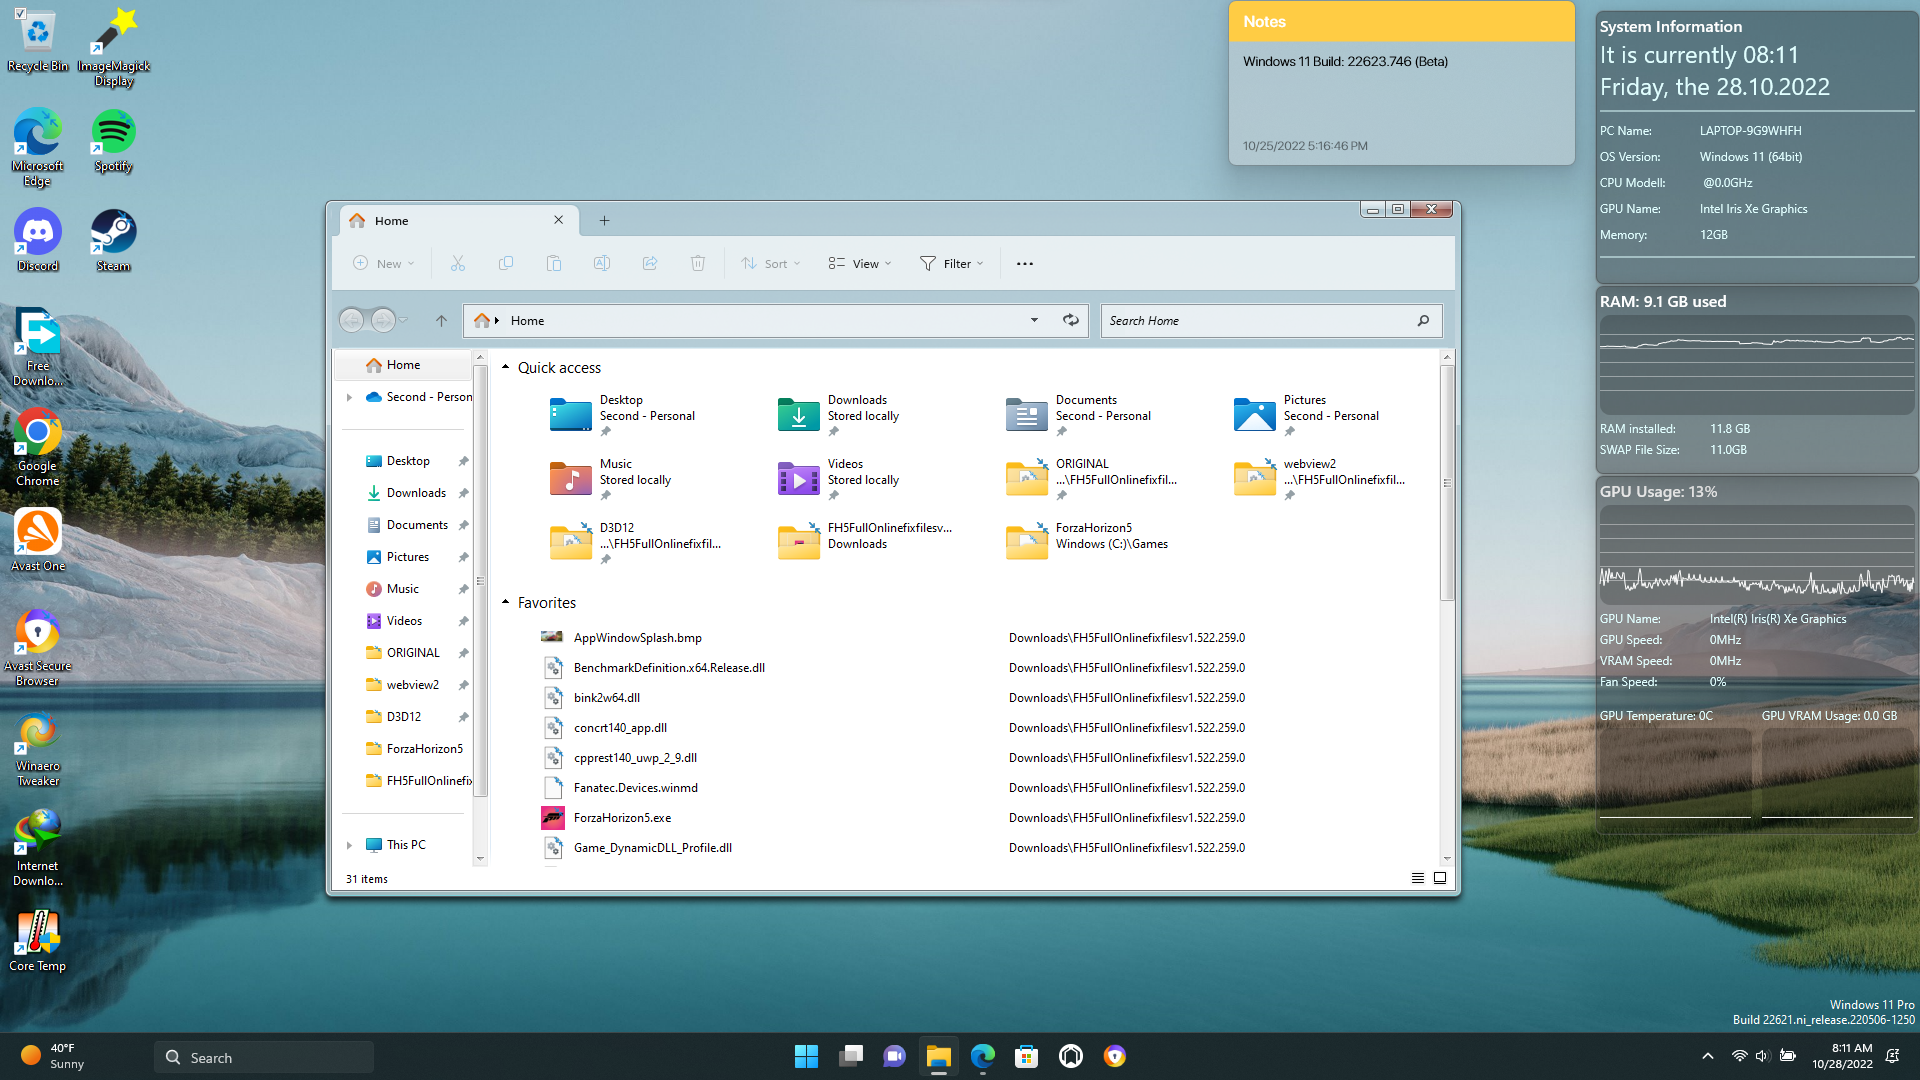 Recycle Bin
ImageMagick
Display
Microsoft
Edge
Spotify
Discord
Steam
Free
Downlo...
Google
Chrome
Avast One
Avast Secure
Browser
Winaero
Tweaker
Internet
Downlo...
Core Temp
Notes
Windows 11 Build: 22623.746 (Beta)
10/25/2022 5:16:46 PM
System Information
It is currently 08:11
Friday, the 28.10.2022
PC Name: LAPTOP-9G9WHFH
OS Version: Windows 11 (64bit)
CPU Modell: @0.0GHz
GPU Name: Intel Iris Xe Graphics
Memory: 12GB
RAM: 9.1 GB used
RAM installed: 11.8 GB
SWAP File Size: 11.0GB
GPU Usage: 13%
GPU Name: Intel(R) Iris(R) Xe Graphics
GPU Speed: 0MHz
VRAM Speed: 0MHz
Fan Speed: 0%
GPU Temperature: 0C GPU VRAM Usage: 0.0 GB
Home
New Sort View Filter
Home Search Home
Home
Second - Person
Desktop
Downloads
Documents
Pictures
Music
Videos
ORIGINAL
webview2
D3D12
ForzaHorizon5
FH5FullOnlinefix
This PC
31 items
Quick access
Desktop
Second - Personal
Downloads
Stored locally
Documents
Second - Personal
Pictures
Second - Personal
Music
Stored locally
Videos
Stored locally
ORIGINAL
...\FH5FullOnlinefixfil...
webview2
...\FH5FullOnlinefixfil...
D3D12
...\FH5FullOnlinefixfil...
FH5FullOnlinefixfilesv...
Downloads
ForzaHorizon5
Windows (C:)\Games
Favorites
AppWindowSplash.bmp Downloads\FH5FullOnlinefixfilesv1.522.259.0
BenchmarkDefinition.x64.Release.dll Downloads\FH5FullOnlinefixfilesv1.522.259.0
bink2w64.dll Downloads\FH5FullOnlinefixfilesv1.522.259.0
concrt140_app.dll Downloads\FH5FullOnlinefixfilesv1.522.259.0
cpprest140_uwp_2_9.dll Downloads\FH5FullOnlinefixfilesv1.522.259.0
Fanatec.Devices.winmd Downloads\FH5FullOnlinefixfilesv1.522.259.0
ForzaHorizon5.exe Downloads\FH5FullOnlinefixfilesv1.522.259.0
Game_DynamicDLL_Profile.dll Downloads\FH5FullOnlinefixfilesv1.522.259.0
Windows 11 Pro
Build 22621.ni_release.220506-1250
40°F
Sunny
Search
8:11 AM
10/28/2022